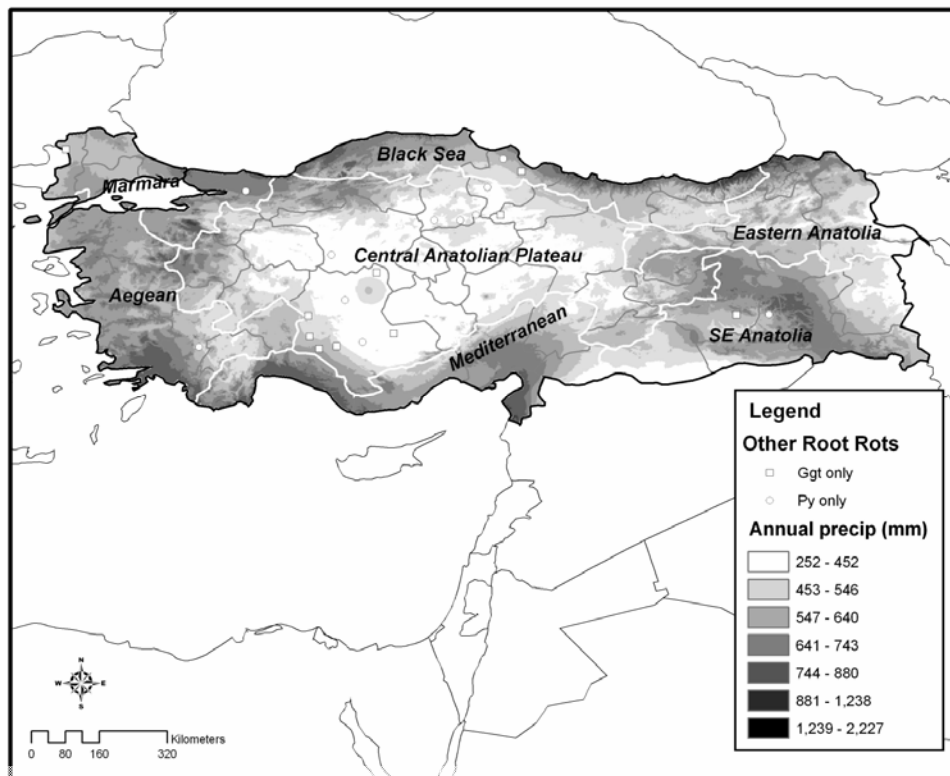 Black Sea
Marmara
Eastern Anatolia
Central Anatolian Plateau
Aegean
Mediterranean
SE Anatolia
Legend
Other Root Rots
Ggt only
Py only
Annual precip (mm)
252 - 452
453 - 546
547 - 640
641 - 743
744 - 880
881 - 1,238
1,239 - 2,227
N
W E
S
Kilometers
0 80 160 320